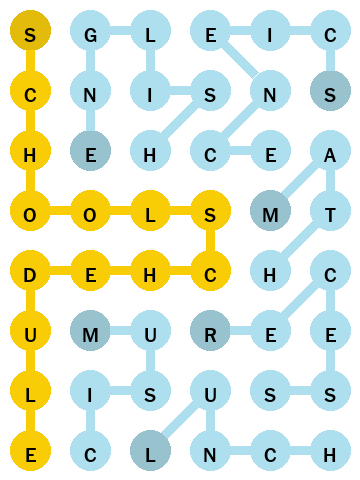 S G L E I C
C N I S N S
H E H C E A
O O L S M T
D E H C H C
U M U R E E
L I S U S S
E C L N C H